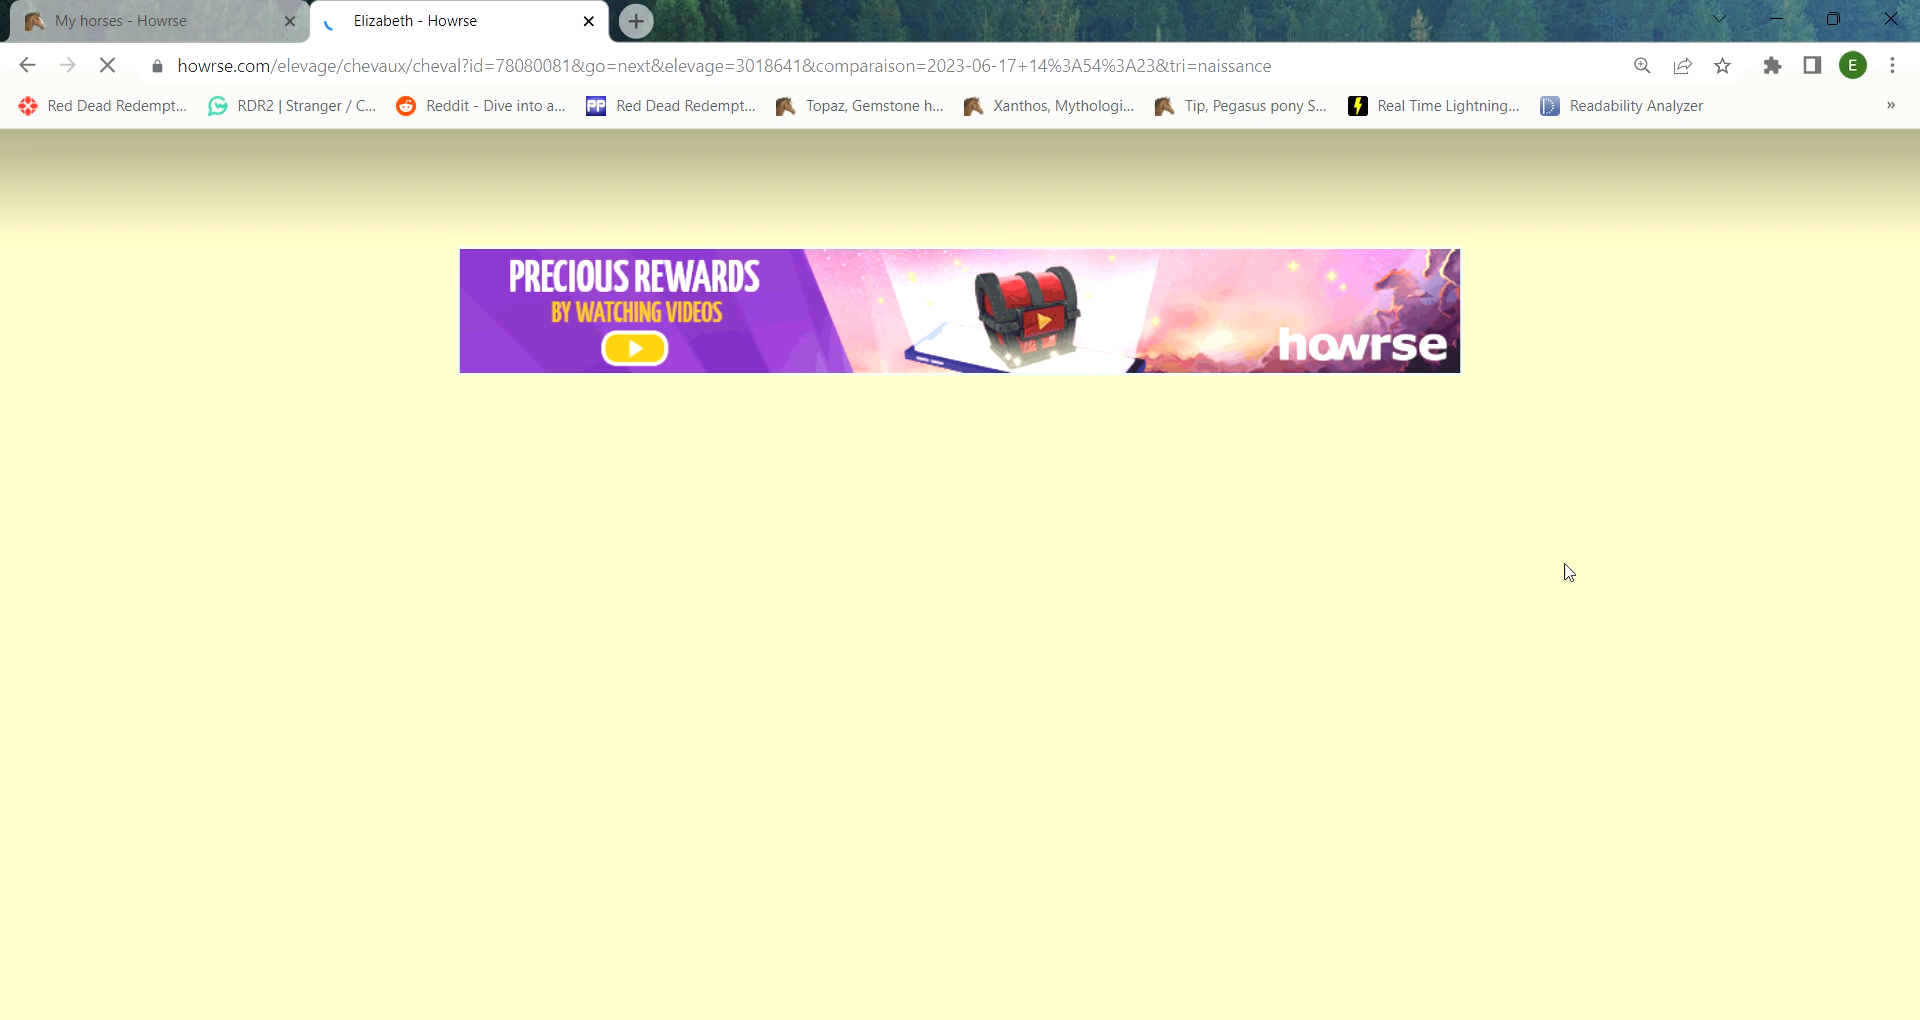 My horses - Howrse
Elizabeth - Howrse
howrse.com/elevage/chevaux/cheval?id=78080081&go=next&elevage=3018641&comparaison=2023-06-17+14%3A54%3A23&tri=naissance
E
Red Dead Redempt...
RDR2 | Stranger / C...
Reddit - Dive into a...
PP
Red Dead Redempt...
Topaz, Gemstone h...
Xanthos, Mythologi...
Tip, Pegasus pony S...
Real Time Lightning...
Readability Analyzer
»
PRECIOUS REWARDS
BY WATCHING VIDEOS
howrse